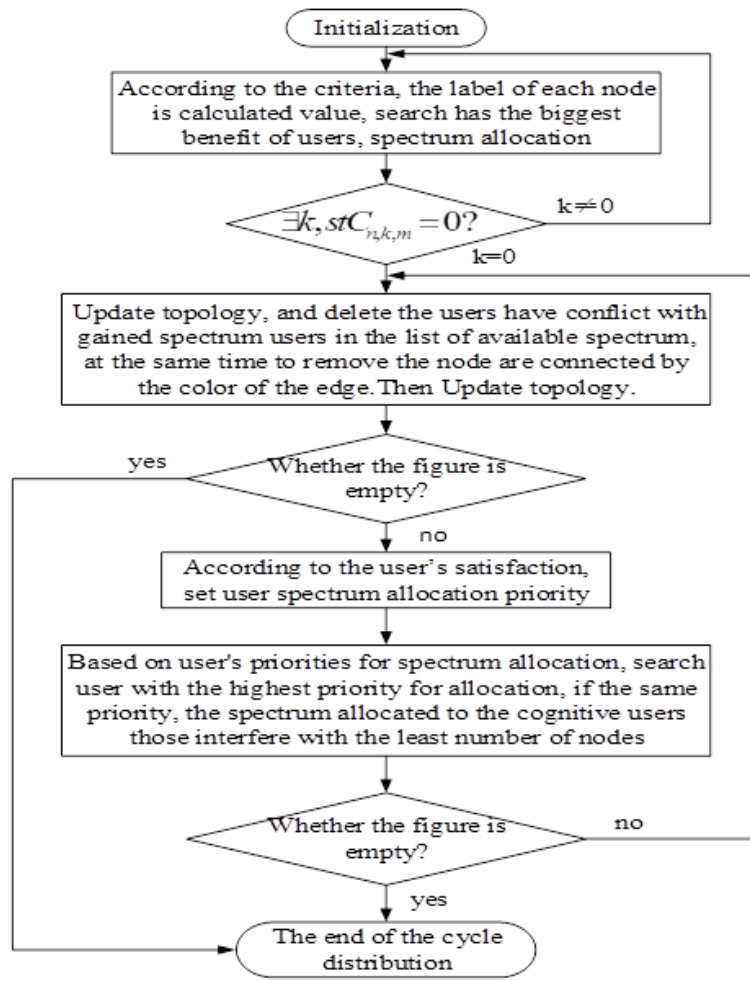 Initialization
According to the criteria, the label of each node
is calculated value, search has the biggest
benefit of users, spectrum allocation
∃k,stC_{n,k,m}=0?
k≠0
k=0
Update topology, and delete the users have conflict with
gained spectrum users in the list of available spectrum,
at the same time to remove the node are connected by
the color of the edge.Then Update topology.
yes
Whether the figure is
empty?
no
According to the user's satisfaction,
set user spectrum allocation priority
Based on user's priorities for spectrum allocation, search
user with the highest priority for allocation, if the same
priority, the spectrum allocated to the cognitive users
those interfere with the least number of nodes
Whether the figure is
empty?
no
yes
The end of the cycle
distribution